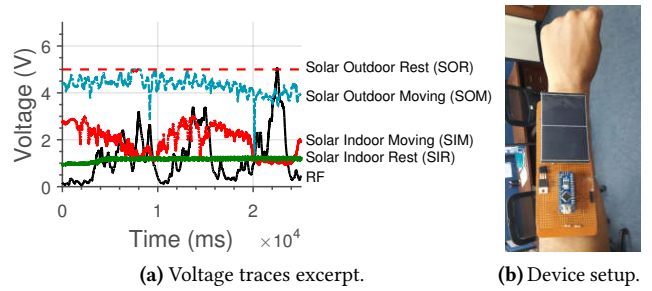 6
4
2
0
Voltage (V)
0
1
2
Time (ms)
×10⁴
Solar Outdoor Rest (SOR)
Solar Outdoor Moving (SOM)
Solar Indoor Moving (SIM)
Solar Indoor Rest (SIR)
RF
(a) Voltage traces excerpt.
(b) Device setup.